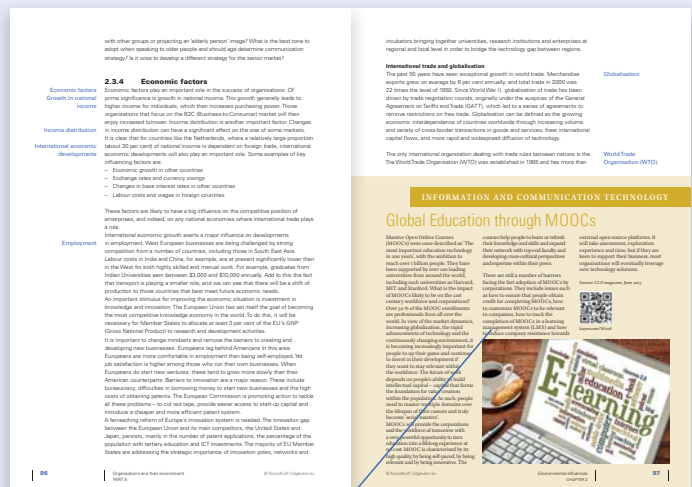 with other groups or projecting an 'elderly person' image? What is the best tone to
adopt when speaking to older people and should age determine communication
strategy? Is it wise to develop a different strategy for the senior market?
2.3.4 Economic factors
Economic factors
Growth in national
income
Income distribution
International economic
developments
Employment
Economic factors play an important role in the success of organisations. Of
prime significance is growth in national income. This growth generally leads to
higher income for individuals, which then increases purchasing power. Those
organisations that focus on the B2C (Business-to-Consumer) market will then
enjoy increased turnover. Income distribution is another important factor. Changes
in income distribution can have a significant effect on the size of some markets.
It is clear that for countries like the Netherlands, where a relatively large proportion
(about 30 per cent) of national income is dependent on foreign trade, international
economic developments will also play an important role. Some examples of key
influencing factors are:
– Economic growth in other countries
– Exchange rates and currency swings
– Changes in base interest rates in other countries
– Labour costs and wages in foreign countries
These factors are likely to have a big influence on the competitive position of
enterprises, and indeed, on any national economies where international trade plays
a role.
International economic growth exerts a major influence on developments
in employment. West European businesses are being challenged by strong
competition from a number of countries, including those in South East Asia.
Labour costs in India and China, for example, are at present significantly lower than
in the West for both highly skilled and manual work. For example, graduates from
Indian Universities earn between $3,000 and $10,000 annually. Add to this the fact
that transport is playing a smaller role, and we can see that there will be a shift of
production to those countries that best meet future economic needs.
An important stimulus for improving the economic situation is investment in
knowledge and innovation. The European Union has set itself the goal of becoming
the most competitive knowledge economy in the world. To do this, it will be
necessary for Member States to allocate at least 3 per cent of the EU's GNP
(Gross National Product) to research and development activities.
It is important to change mindsets and remove the barriers to creating and
developing new businesses. European countries lag behind Americans in this area:
Europeans are more comfortable in employment than being self-employed. Yet
job satisfaction is higher among those who run their own businesses. When
Europeans do start new ventures, these tend to grow more slowly than their
American counterparts. Barriers to innovation are a major reason. These include
bureaucracy, difficulties in borrowing money to start new businesses and the high
costs of obtaining patents. The European Commission is promoting action to tackle
all these problems – to cut red tape, provide easier access to start-up capital and
introduce a cheaper and more efficient patent system.
A far-reaching reform of Europe's innovation system is needed. The innovation gap
between the European Union and its main competitors, the United States and
Japan, persists, mainly in the number of patent applications, the percentage of the
population with tertiary education and ICT investments. The majority of EU Member
States are addressing the strategic importance of innovation poles, networks and
96
Organisations and their environment
PART A
© Noordhoff Uitgevers bv
incubators bringing together universities, research institutions and enterprises at
regional and local level in order to bridge the technology gap between regions.
International trade and globalisation
The past 50 years have seen exceptional growth in world trade. Merchandise
exports grew on average by 6 per cent annually, and total trade in 2000 was
22 times the level of 1950. Since World War II, globalisation of trade has been
driven by trade negotiation rounds, originally under the auspices of the General
Agreement on Tariffs and Trade (GATT), which led to a series of agreements to
remove restrictions on free trade. Globalisation can be defined as the growing
economic interdependence of countries worldwide through increasing volume
and variety of cross-border transactions in goods and services, freer international
capital flows, and more rapid and widespread diffusion of technology.
Globalisation
The only international organisation dealing with trade rules between nations is the
The World Trade Organisation (WTO) was established in 1995 and has more than
World Trade
Organisation (WTO).
INFORMATION AND COMMUNICATION TECHNOLOGY
Global Education through MOOCs
Massive Open Online Courses
(MOOCs) were once described as 'The
most important education technology
in 200 years', with the ambition to
reach over 1 billion people. They have
been supported by over 100 leading
universities from around the world,
including such universities as Harvard,
MIT and Stanford. What is the impact
of MOOCs likely to be on the 21st
century workforce and corporations?
Over 50 % of the MOOC enrollments
are professionals from all over the
world. In view of the market dynamics,
increasing globalisation, the rapid
advancements of technology and the
continuously changing environment, it
is becoming increasingly important for
people to up their game and continue
to invest in their development if
they want to stay relevant within
the workforce. The future of work
depends on people's ability to build
intellectual capital – capital that forms
the foundation for value creation
within the population. As such, people
need to master multiple domains over
the lifespan of their careers and truly
become 'serial masters'.
MOOCs will provide corporations
and the workforce of tomorrow with
a very powerful opportunity to turn
education into a lifelong experience at
no cost. MOOC is characterized by its
high quality, by being self-paced, by being
relevant and by being innovative. The
courses help people to learn or refresh
their knowledge and skills and expand
their network with top-rated faculty and
developing cross-cultural perspectives
and expertise within their peers.
There are still a number of barriers
facing the fast adoption of MOOCs by
corporations. They include issues such
as how to ensure that people obtain
credit for completing MOOCs, how
to customise MOOCs to be relevant
to companies, how to track the
completion of MOOCs in a learning
management system (LMS) and how
to reduce company resistance towards
external open source platforms. It
will take assessment, exploration,
experience and time, but if they are
keen to support their business, most
organisations will eventually leverage
new technology solutions.
education
© Noordhoff Uitgevers bv
Environmental influences
CHAPTER 2
97